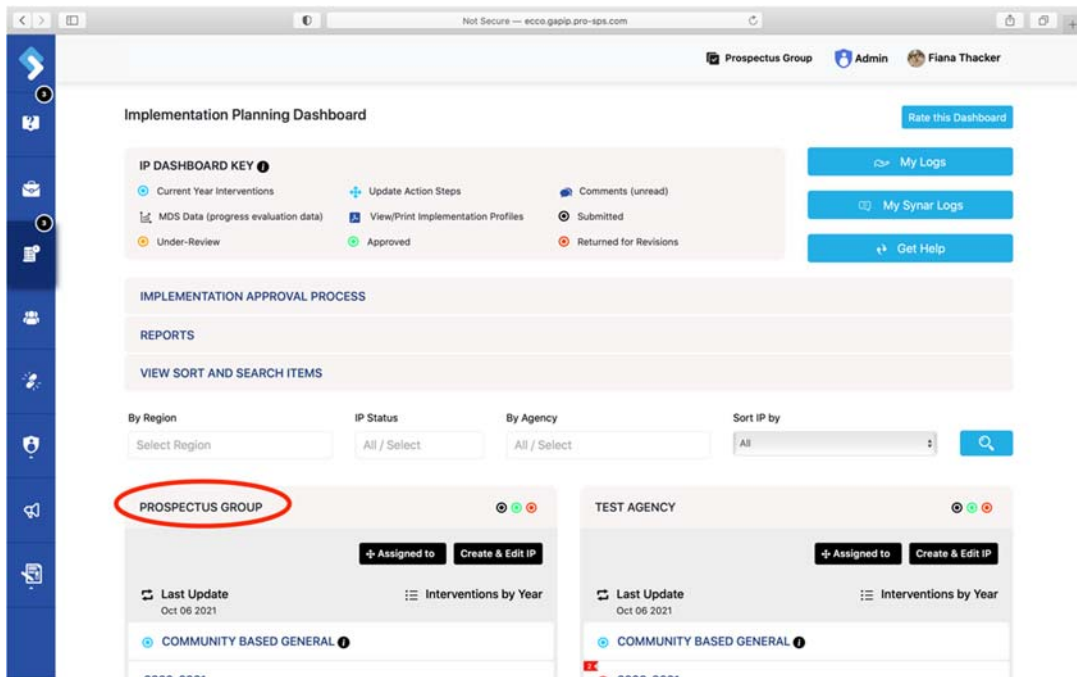 Not Secure — ecco.gapip.pro-sps.com
Prospectus Group
Admin
Fiana Thacker
3
Implementation Planning Dashboard
Rate this Dashboard
IP DASHBOARD KEY
My Logs
Current Year Interventions
Update Action Steps
Comments (unread)
MDS Data (progress evaluation data)
View/Print Implementation Profiles
Submitted
My Synar Logs
3
Under-Review
Approved
Returned for Revisions
Get Help
IMPLEMENTATION APPROVAL PROCESS
REPORTS
VIEW SORT AND SEARCH ITEMS
By Region
IP Status
By Agency
Sort IP by
Select Region
All / Select
All / Select
All
PROSPECTUS GROUP
TEST AGENCY
Assigned to
Create & Edit IP
Assigned to
Create & Edit IP
Last Update
Interventions by Year
Last Update
Interventions by Year
Oct 06 2021
Oct 06 2021
COMMUNITY BASED GENERAL
COMMUNITY BASED GENERAL